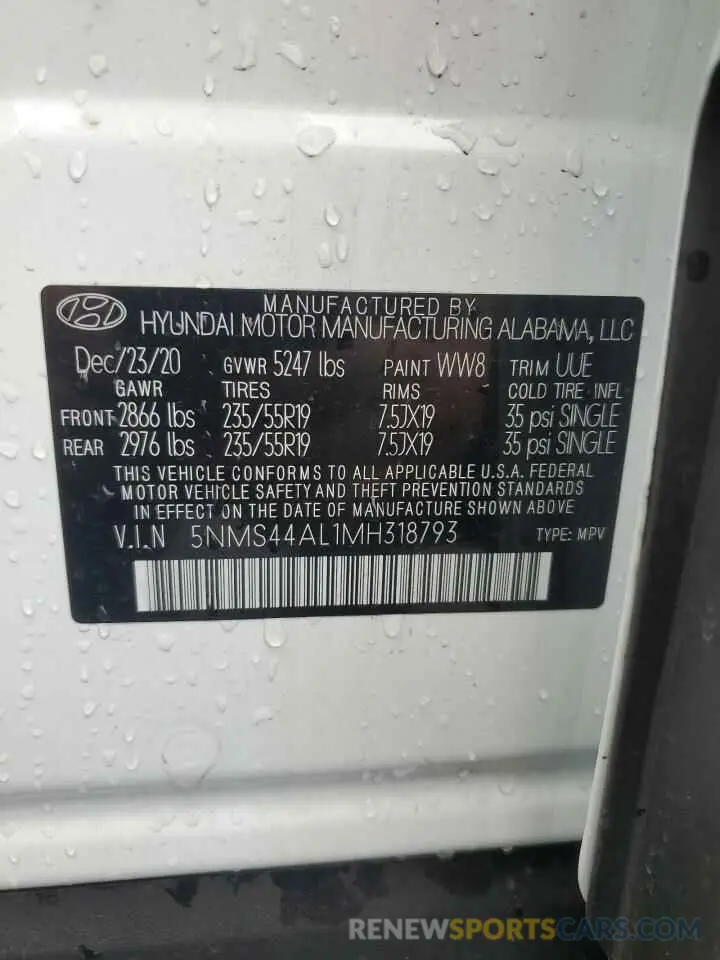 MANUFACTURED BY
HYUNDAI MOTOR MANUFACTURING ALABAMA, LLC
Dec/23/20 GVWR 5247 lbs PAINT WW8 TRIM UUE
GAWR TIRES RIMS COLD TIRE INFL
FRONT 2866 lbs 235/55R19 7.5JX19 35 psi SINGLE
REAR 2976 lbs 235/55R19 7.5JX19 35 psi SINGLE
THIS VEHICLE CONFORMS TO ALL APPLICABLE U.S.A. FEDERAL
MOTOR VEHICLE SAFETY AND THEFT PREVENTION STANDARDS
IN EFFECT ON THE DATE OF MANUFACTURE SHOWN ABOVE
V.I.N 5NMS44AL1MH318793 TYPE: MPV
RENEWSPORTSCARS.COM